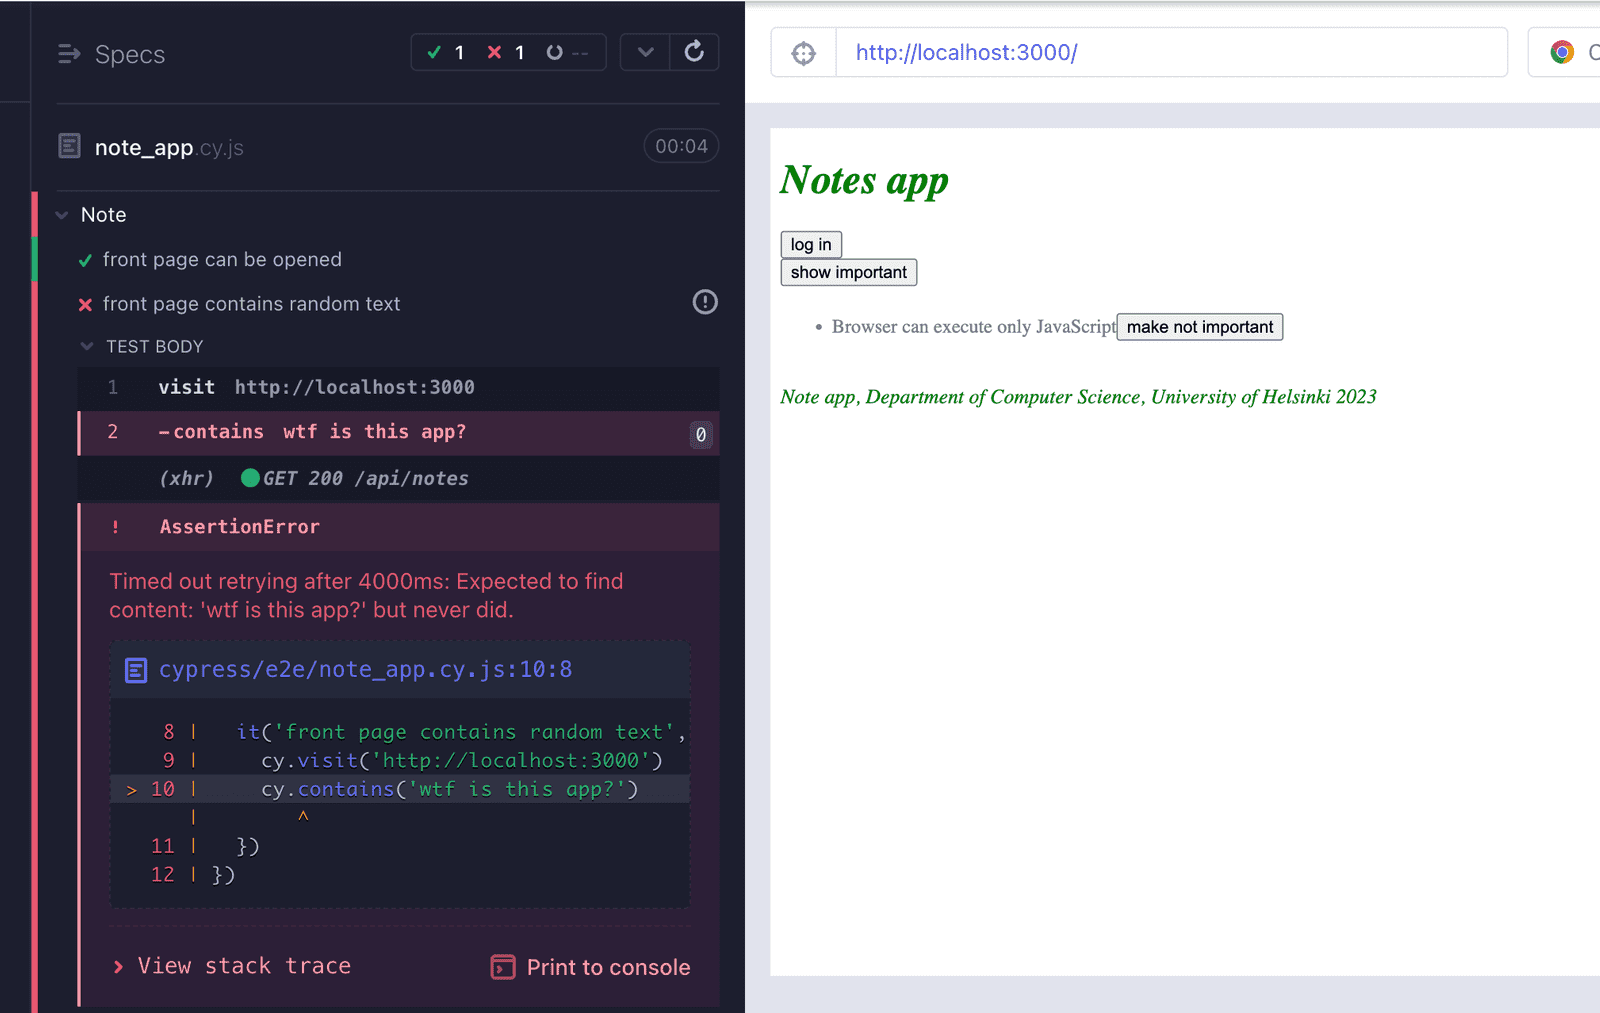 Specs
1 1 --
note_app.cy.js
00:04
Note
front page can be opened
front page contains random text
TEST BODY
1 visit http://localhost:3000
2 -contains wtf is this app? 0
(xhr) GET 200 /api/notes
! AssertionError
Timed out retrying after 4000ms: Expected to find
content: 'wtf is this app?' but never did.
cypress/e2e/note_app.cy.js:10:8
8 | it('front page contains random text',
9 | cy.visit('http://localhost:3000')
> 10 | cy.contains('wtf is this app?')
| ^
11 | })
12 | })
View stack trace
Print to console
http://localhost:3000/
C
Notes app
log in
show important
• Browser can execute only JavaScript make not important
Note app, Department of Computer Science, University of Helsinki 2023